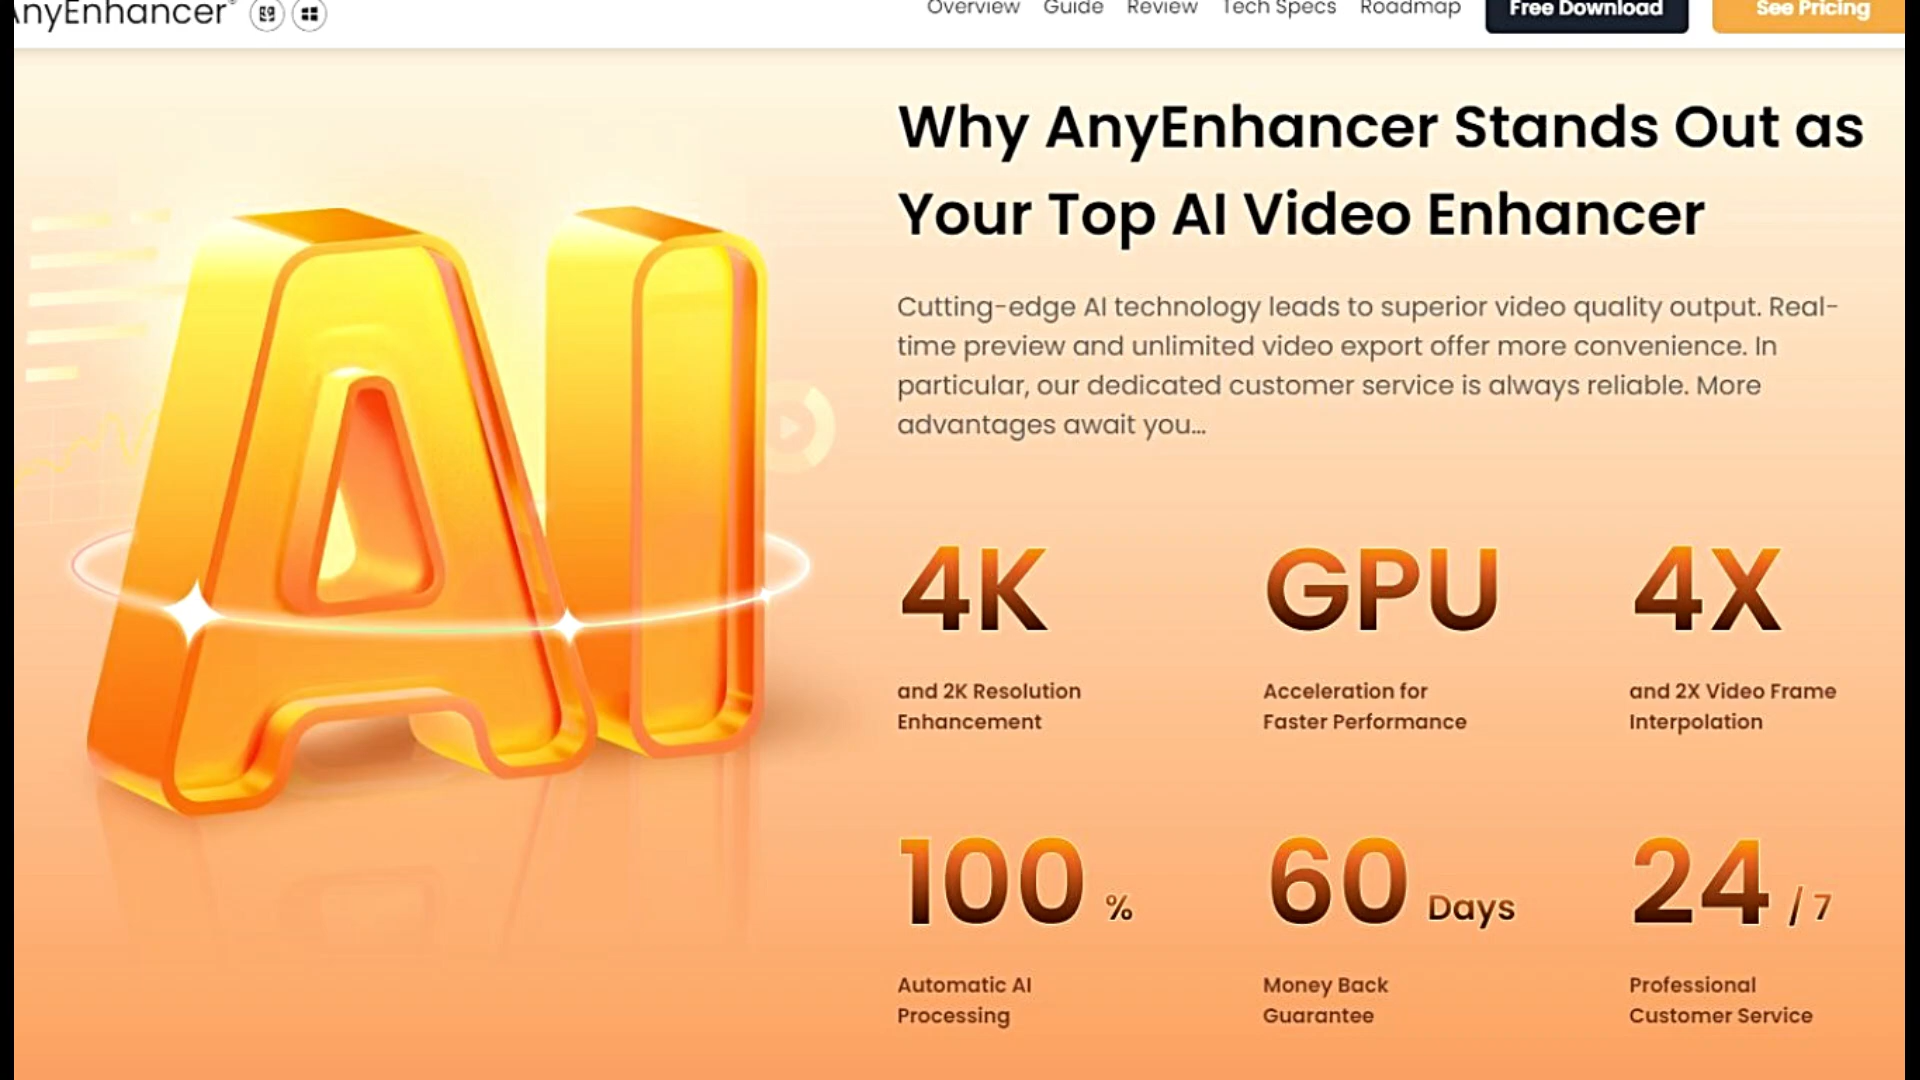 nyEnhancer
Overview Guide Review Tech Specs Roadmap Free Download See Pricing
AI
Why AnyEnhancer Stands Out as
Your Top AI Video Enhancer
Cutting-edge AI technology leads to superior video quality output. Real-
time preview and unlimited video export offer more convenience. In
particular, our dedicated customer service is always reliable. More
advantages await you...
4K GPU 4X
and 2K Resolution Acceleration for and 2X Video Frame
Enhancement Faster Performance Interpolation
100 % 60 Days 24 / 7
Automatic AI Money Back Professional
Processing Guarantee Customer Service